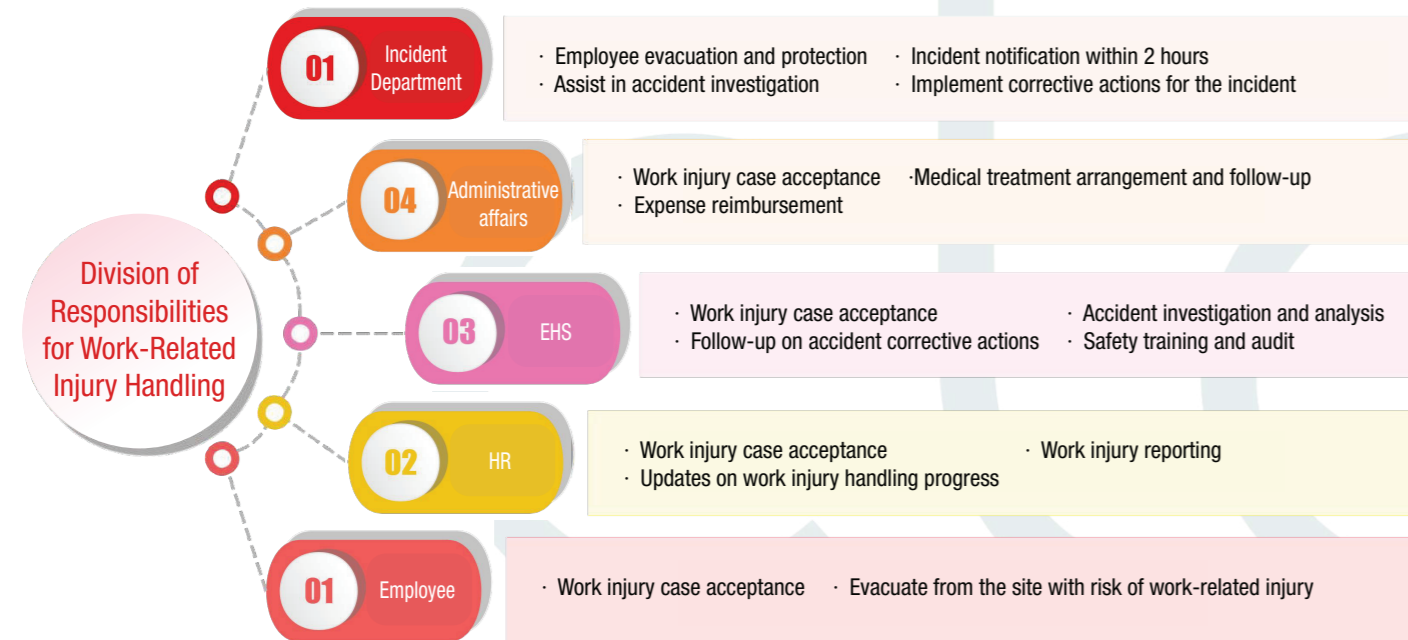 Division of
Responsibilities
for Work-Related
Injury Handling
01
Incident
Department
· Employee evacuation and protection · Incident notification within 2 hours
· Assist in accident investigation · Implement corrective actions for the incident
04
Administrative
affairs
· Work injury case acceptance ·Medical treatment arrangement and follow-up
· Expense reimbursement
03
EHS
· Work injury case acceptance · Accident investigation and analysis
· Follow-up on accident corrective actions · Safety training and audit
02
HR
· Work injury case acceptance · Work injury reporting
· Updates on work injury handling progress
01
Employee
· Work injury case acceptance · Evacuate from the site with risk of work-related injury